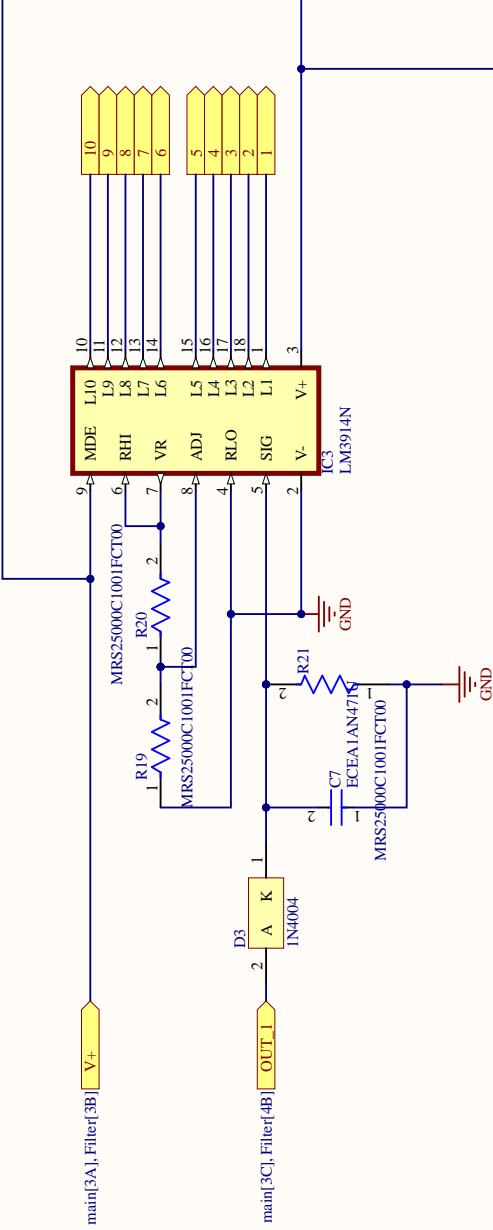 10
9
8
7
6
5
4
3
2
1
10
11
12
13
14
15
16
17
18
1
3
L10
L9
L8
L7
L6
L5
L4
L3
L2
L1
V+
MDE
RHI
VR
ADJ
RLO
SIG
V-
IC3
LM3914N
9
6
7
8
4
5
2
MRS25000C1001FCT00
R20
2
1
GND
MRS25000C1001FCT00
R19
2
1
R21
2
1
GND
ECEA1AN471U
C7
2
1
MRS25000C1001FCT00
D3
1
K
A
2
1N4004
V+
main[3A], Filter[3B]
OUT_1
main[3C], Filter[4B]